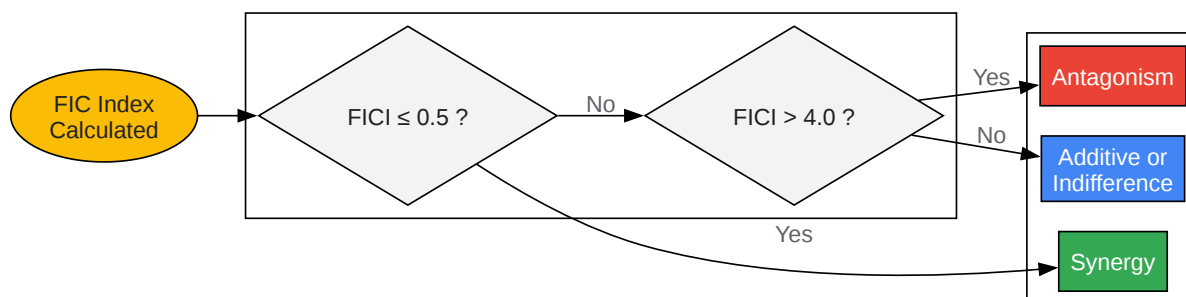 FIC Index
Calculated
FICI ≤ 0.5 ?
No
FICI > 4.0 ?
Yes
Antagonism
No
Additive or
Indifference
Yes
Synergy